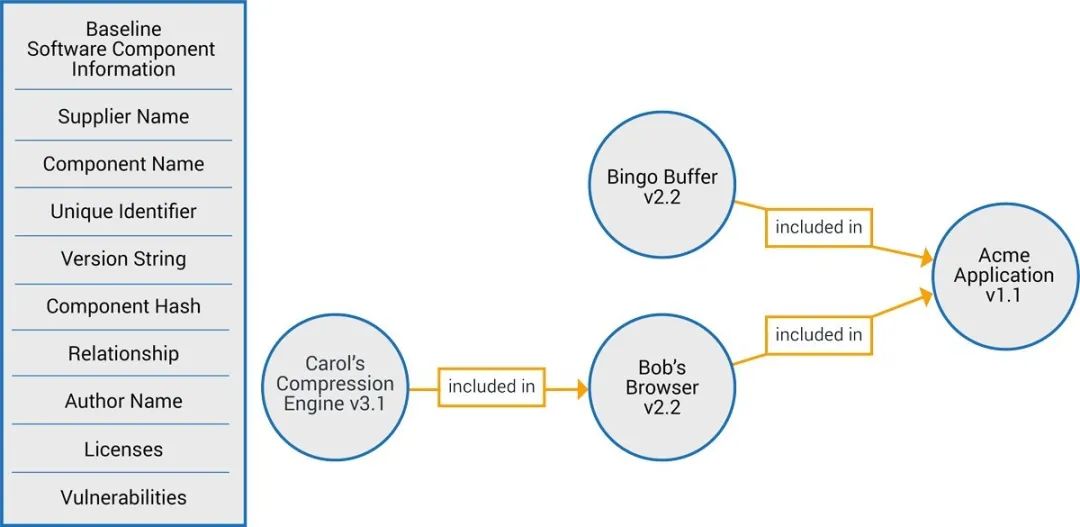 Baseline
Software Component
Information
Supplier Name
Component Name
Unique Identifier
Version String
Component Hash
Relationship
Author Name
Licenses
Vulnerabilities
Bingo Buffer
v2.2
included in
Acme
Application
v1.1
included in
Carol's
Compression
Engine v3.1
included in
Bob's
Browser
v2.2